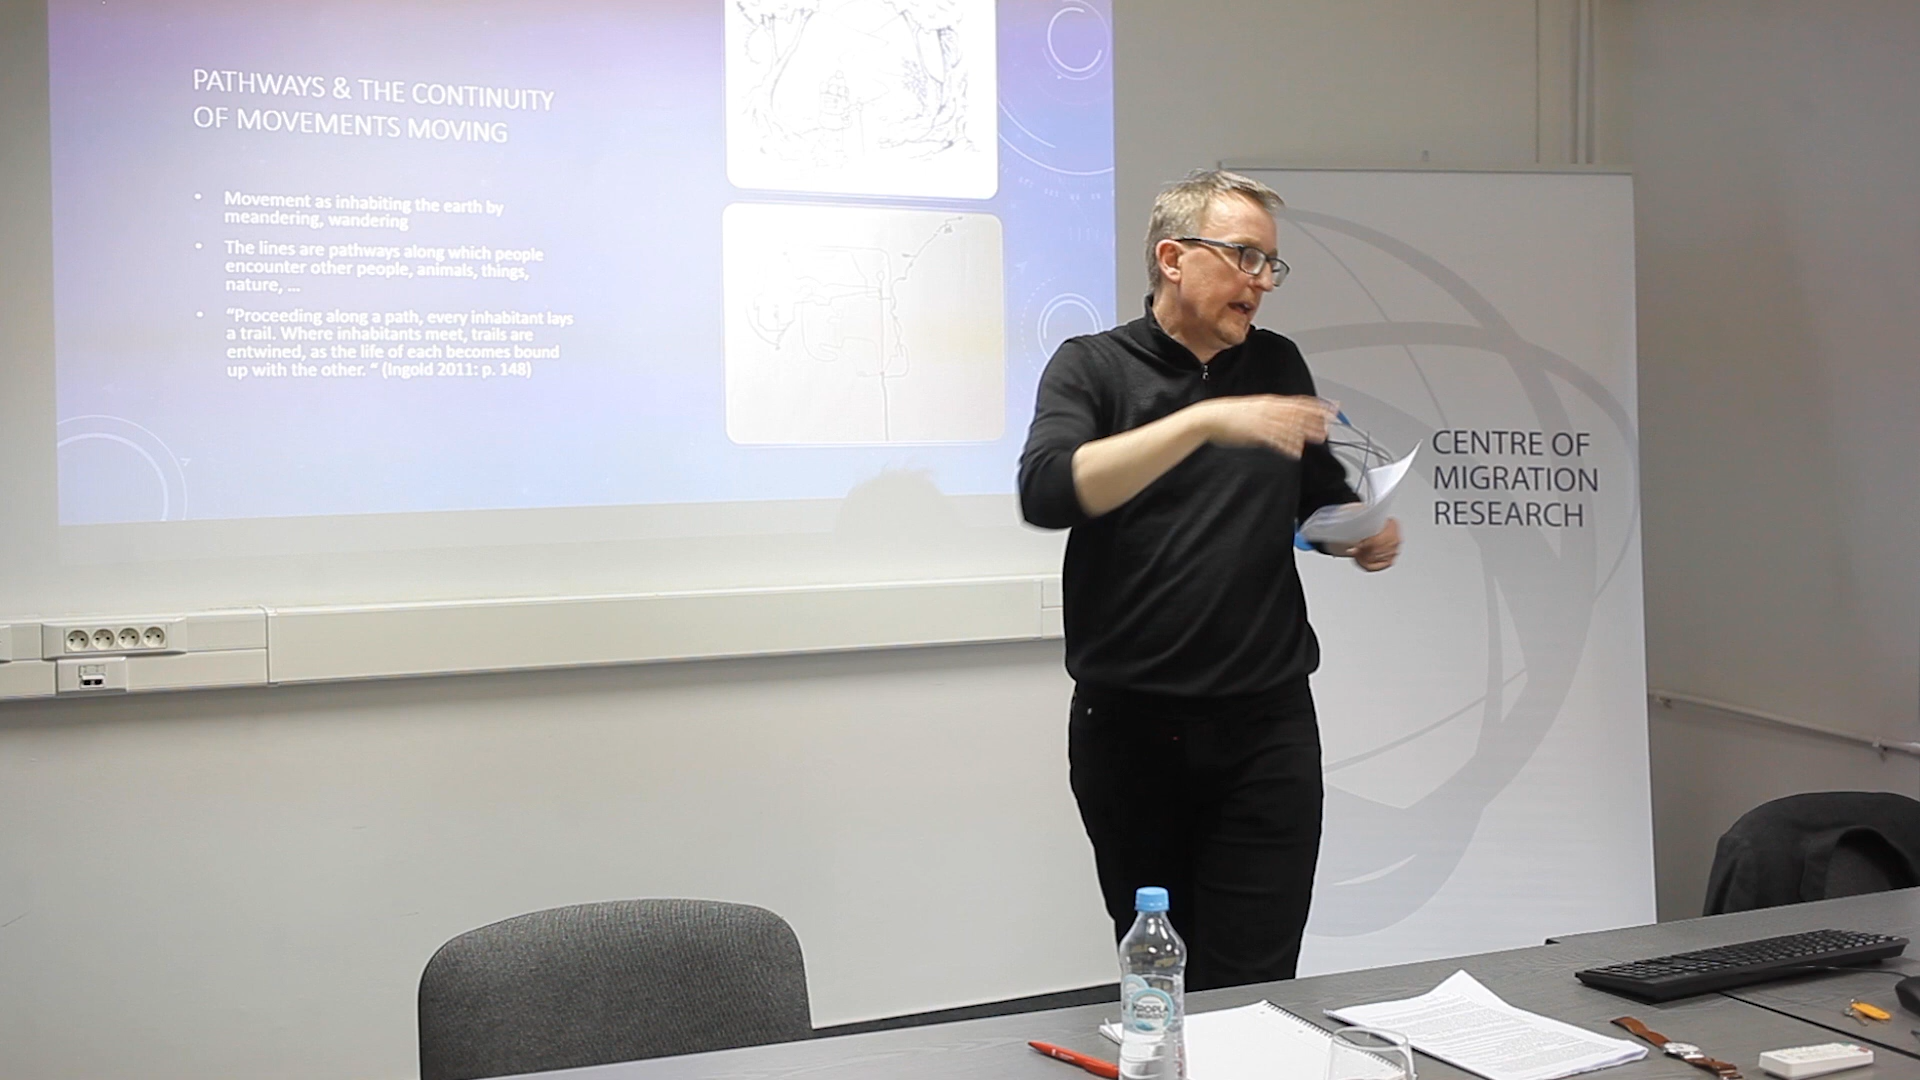 PATHWAYS & THE CONTINUITY
OF MOVEMENTS MOVING
• Movement as inhabiting the earth by
meandering, wandering
• The lines are pathways along which people
encounter other people, animals, things,
nature, ...
• “Proceeding along a path, every inhabitant lays
a trail. Where inhabitants meet, trails are
entwined, as the life of each becomes bound
up with the other. “ (Ingold 2011: p. 148)
CENTRE OF
MIGRATION
RESEARCH
KROPLA